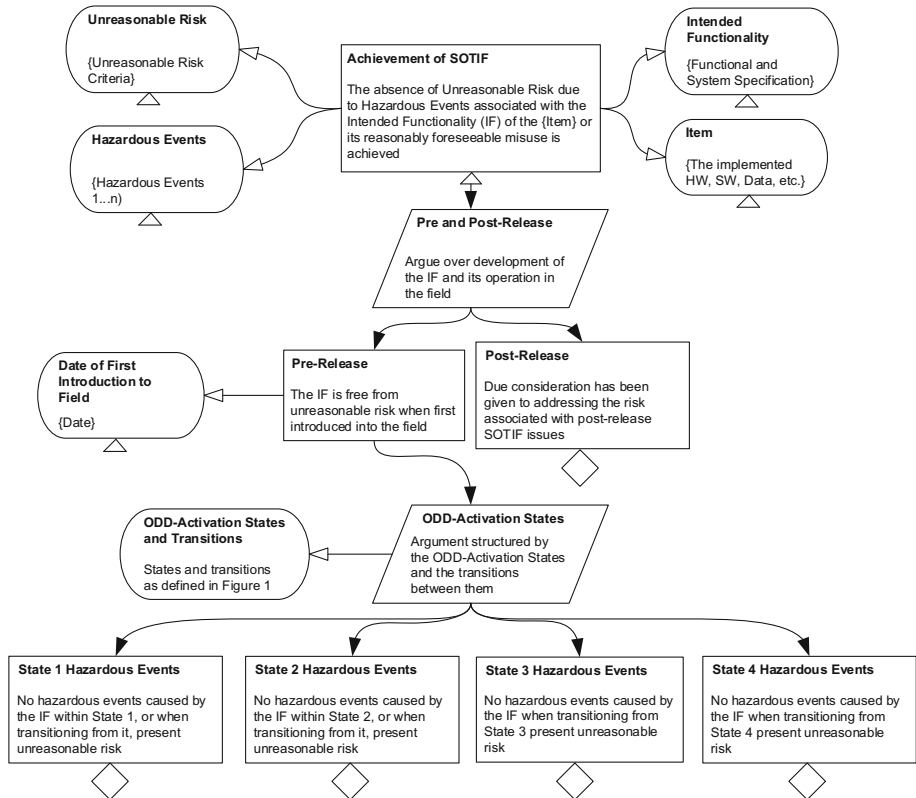 Unreasonable Risk
{Unreasonable Risk
Criteria}
Hazardous Events
{Hazardous Events
1...n)
Achievement of SOTIF
The absence of Unreasonable Risk due
to Hazardous Events associated with the
Intended Functionality (IF) of the {Item} or
its reasonably foreseeable misuse is
achieved
Intended
Functionality
{Functional and
System Specification}
Item
{The implemented
HW, SW, Data, etc.}
Pre and Post-Release
Argue over development of
the IF and its operation in
the field
Date of First
Introduction to
Field
{Date}
Pre-Release
The IF is free from
unreasonable risk when first
introduced into the field
Post-Release
Due consideration has been
given to addressing the risk
associated with post-release
SOTIF issues
ODD-Activation States
and Transitions
States and transitions
as defined in Figure 1
ODD-Activation States
Argument structured by
the ODD-Activation States
and the transitions
between them
State 1 Hazardous Events
No hazardous events caused by
the IF within State 1, or when
transitioning from it, present
unreasonable risk
State 2 Hazardous Events
No hazardous events caused by
the IF within State 2, or when
transitioning from it, present
unreasonable risk
State 3 Hazardous Events
No hazardous events caused by
the IF when transitioning from
State 3 present unreasonable
risk
State 4 Hazardous Events
No hazardous events caused by
the IF when transitioning from
State 4 present unreasonable
risk